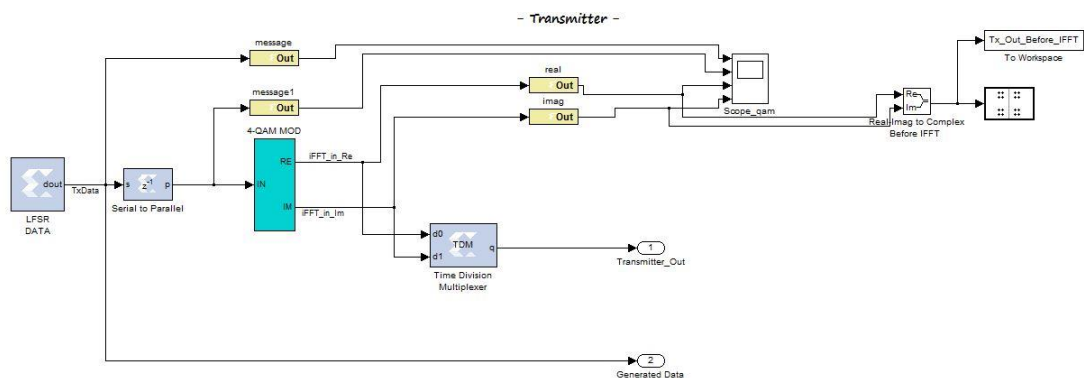 - Transmitter -
message
Out
Tx_Out_Before_IFFT
To Workspace
real
Out
message1
Out
imag
Out
Scope_qam
Re
Im
Real-Imag to Complex
Before IFFT
4-QAM MOD
RE
iFFT_in_Re
IN
IM
iFFT_in_Im
dout
TxData
LFSR
DATA
s
z-1
p
Serial to Parallel
d0
d1
TDM
q
Time Division
Multiplexer
1
Transmitter_Out
2
Generated Data